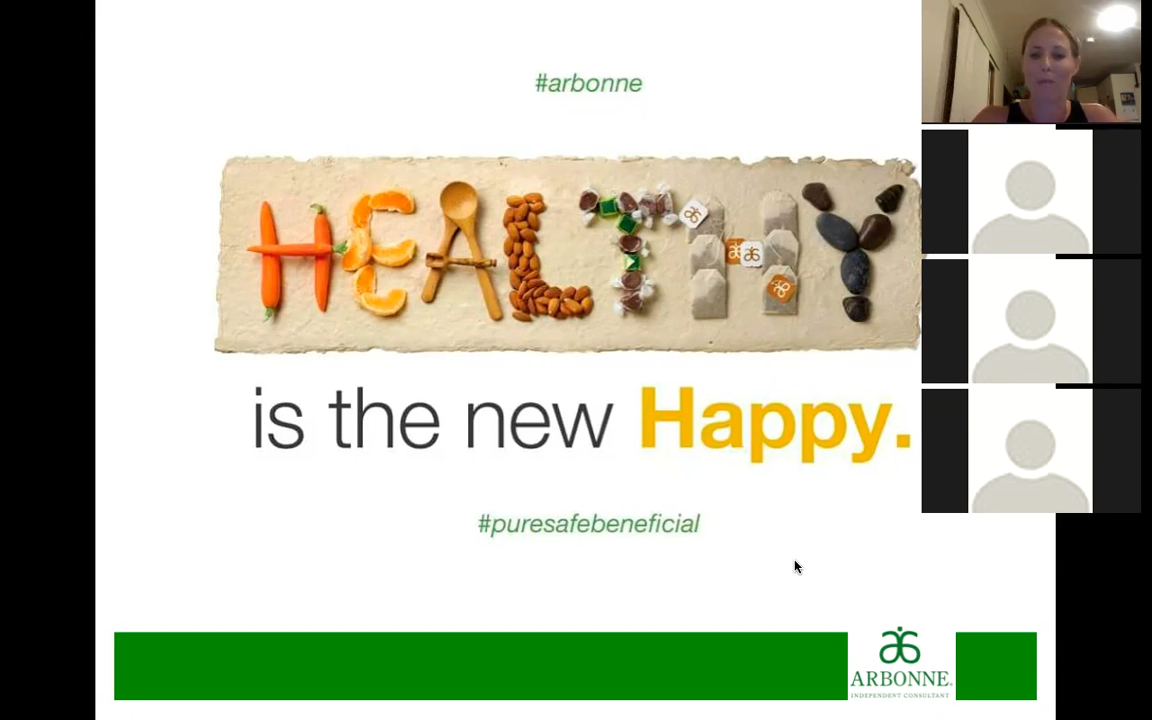 #arbonne
HEALTHY
is the new Happy.
#puresafebeneficial
ARBONNE
INDEPENDENT CONSULTANT